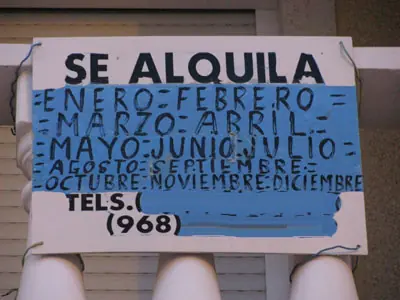 SE ALQUILA
=ENERO=FEBRERO=
=MARZO=ABRIL=
=MAYO=JUNIO=JULIO=
=AGOSTO=SEPTIEMBRE=
=OCTUBRE=NOVIEMBRE=DICIEMBRE
TELS.( )
(968)